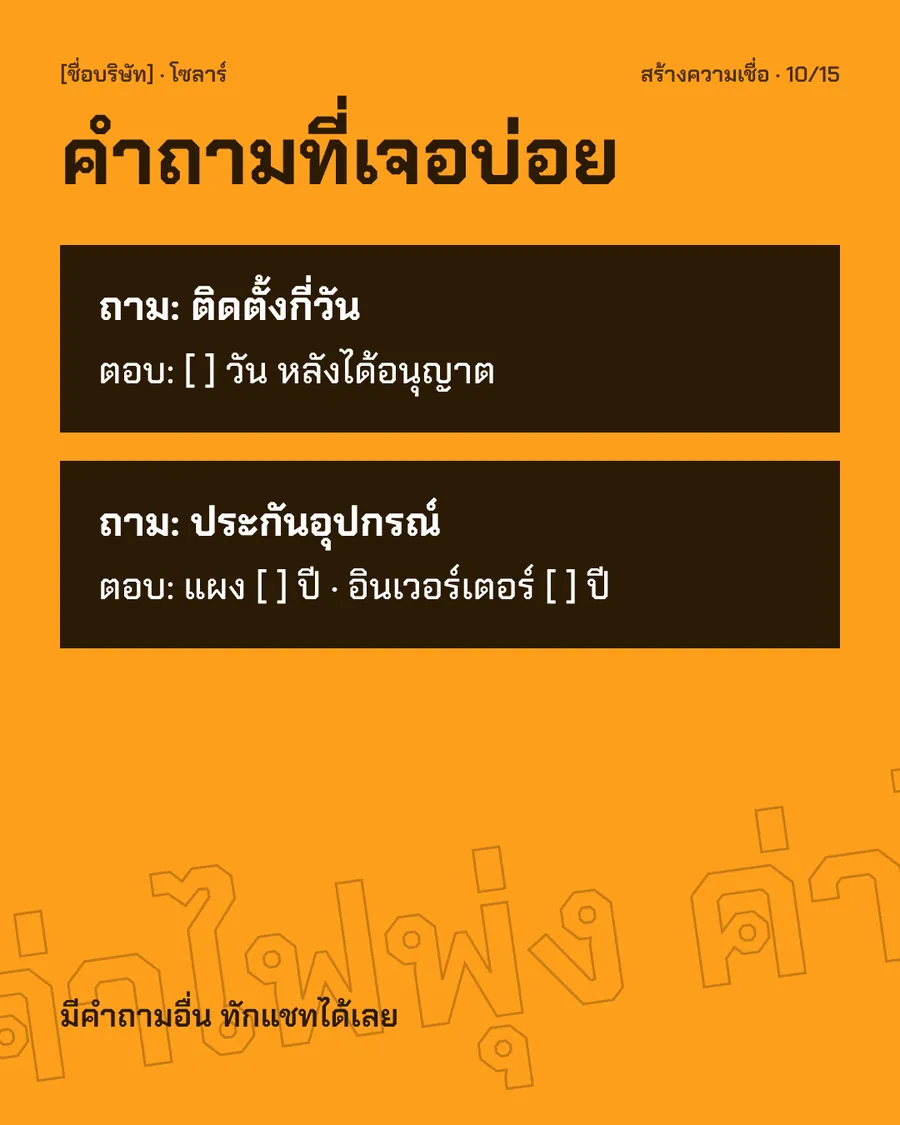 [ชื่อบริษัท] · โซลาร์
สร้างความเชื่อ · 10/15
คำถามที่เจอบ่อย
ถาม: ติดตั้งกี่วัน
ตอบ: [ ] วัน หลังได้อนุญาต
ถาม: ประกันอุปกรณ์
ตอบ: แผง [ ] ปี · อินเวอร์เตอร์ [ ] ปี
ค่าไฟพุ่ง ค่าไ
มีคำถามอื่น ทักแชทได้เลย